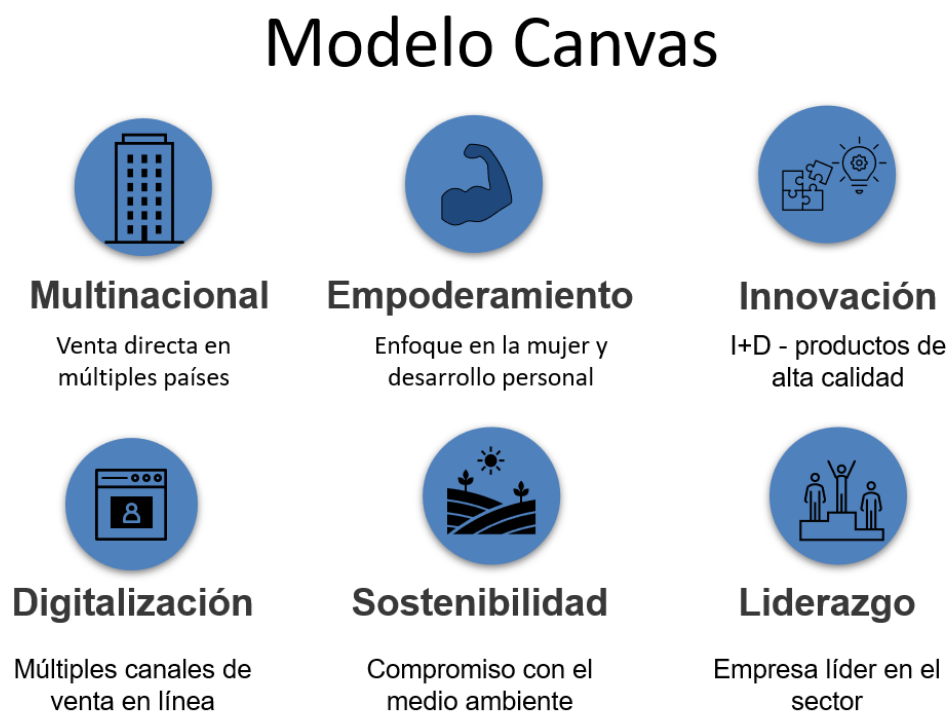 Modelo Canvas
Multinacional
Venta directa en
múltiples países
Empoderamiento
Enfoque en la mujer y
desarrollo personal
Innovación
I+D - productos de
alta calidad
Digitalización
Múltiples canales de
venta en línea
Sostenibilidad
Compromiso con el
medio ambiente
Liderazgo
Empresa líder en el
sector